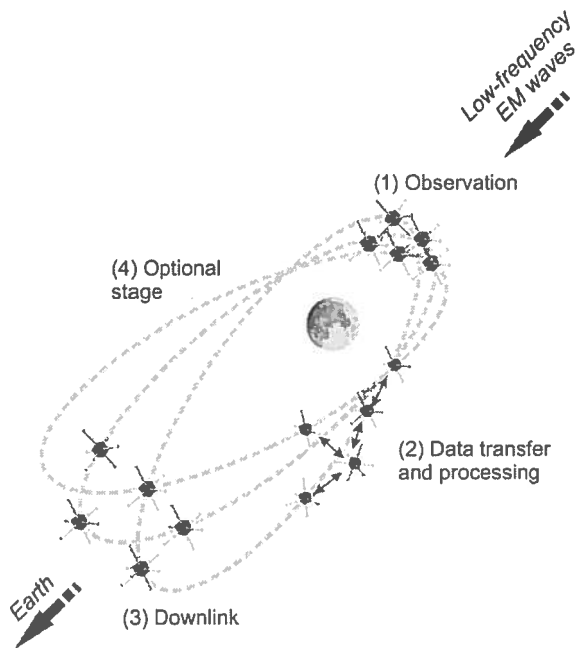 Low-frequency
EM waves
(1) Observation
(4) Optional
stage
(2) Data transfer
and processing
Earth
(3) Downlink